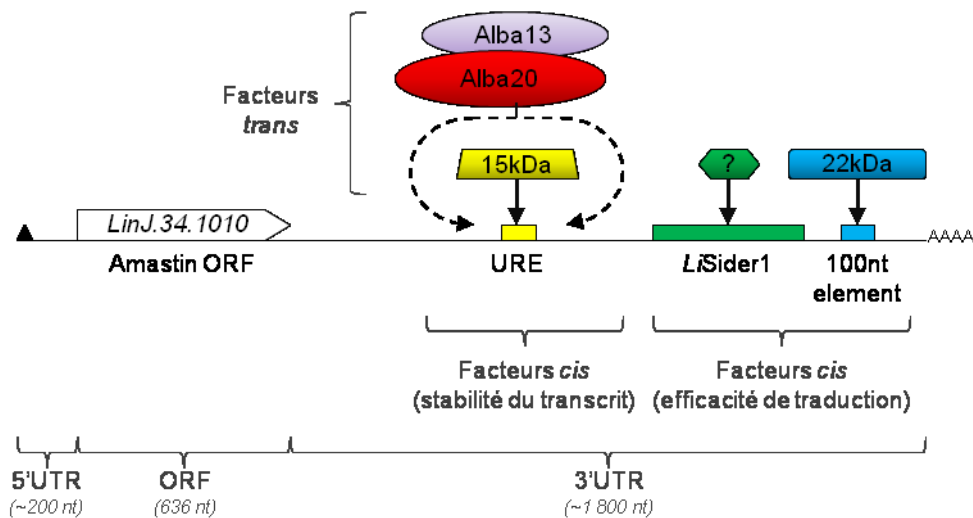 Alba13
Alba20
Facteurs
trans
15kDa
?
22kDa
LinJ.34.1010
AAAA
Amastin ORF
URE
LiSider1
100nt
element
Facteurs cis
(stabilité du transcrit)
Facteurs cis
(efficacité de traduction)
5'UTR
(~200 nt)
ORF
(636 nt)
3'UTR
(~1 800 nt)